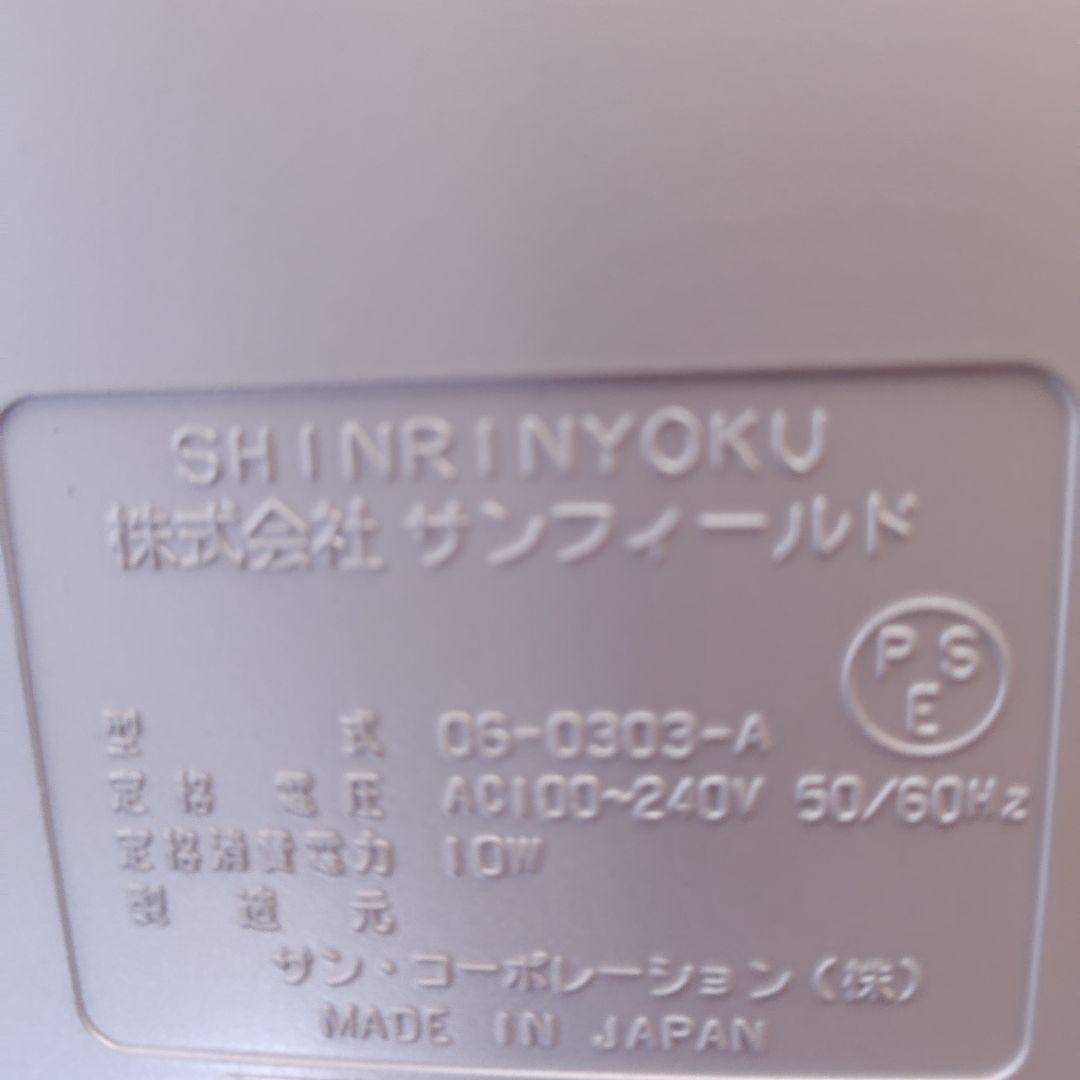 SHINRINYOKU
株式会社 サンフィールド
PSE
型式 06-0303-A
定格電圧 AC100~240V 50/60Hz
定格消費電力 10W
製造元
サン・コーポレーション(株)
MADE IN JAPAN